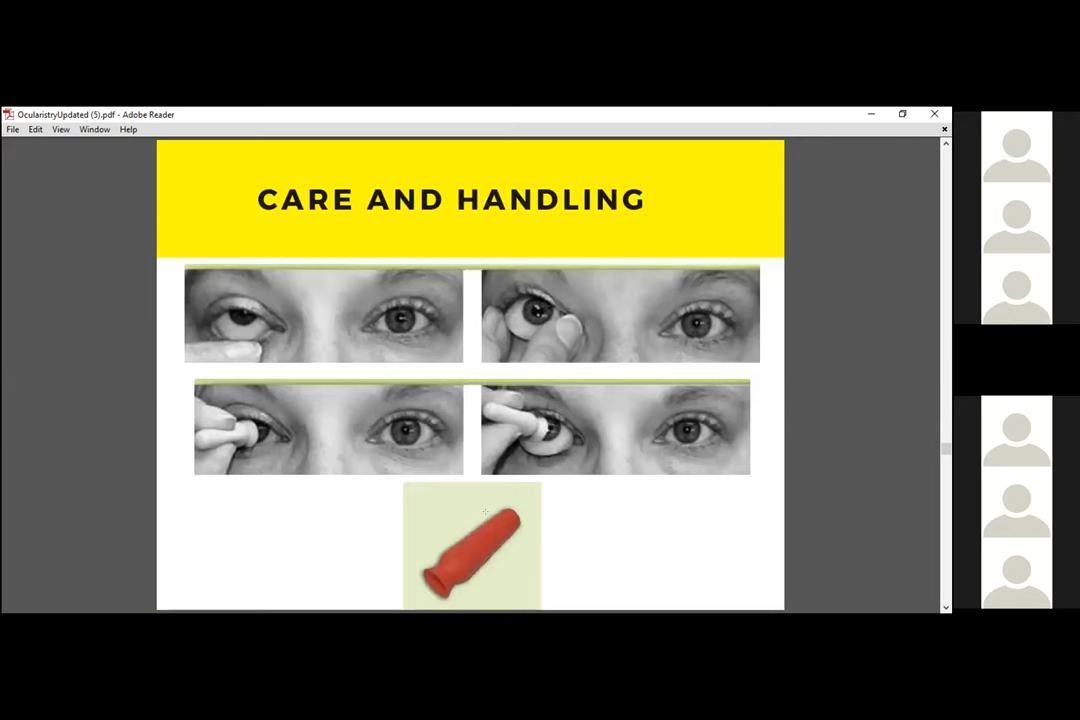 OcularistryUpdated (5).pdf - Adobe Reader
File Edit View Window Help
CARE AND HANDLING